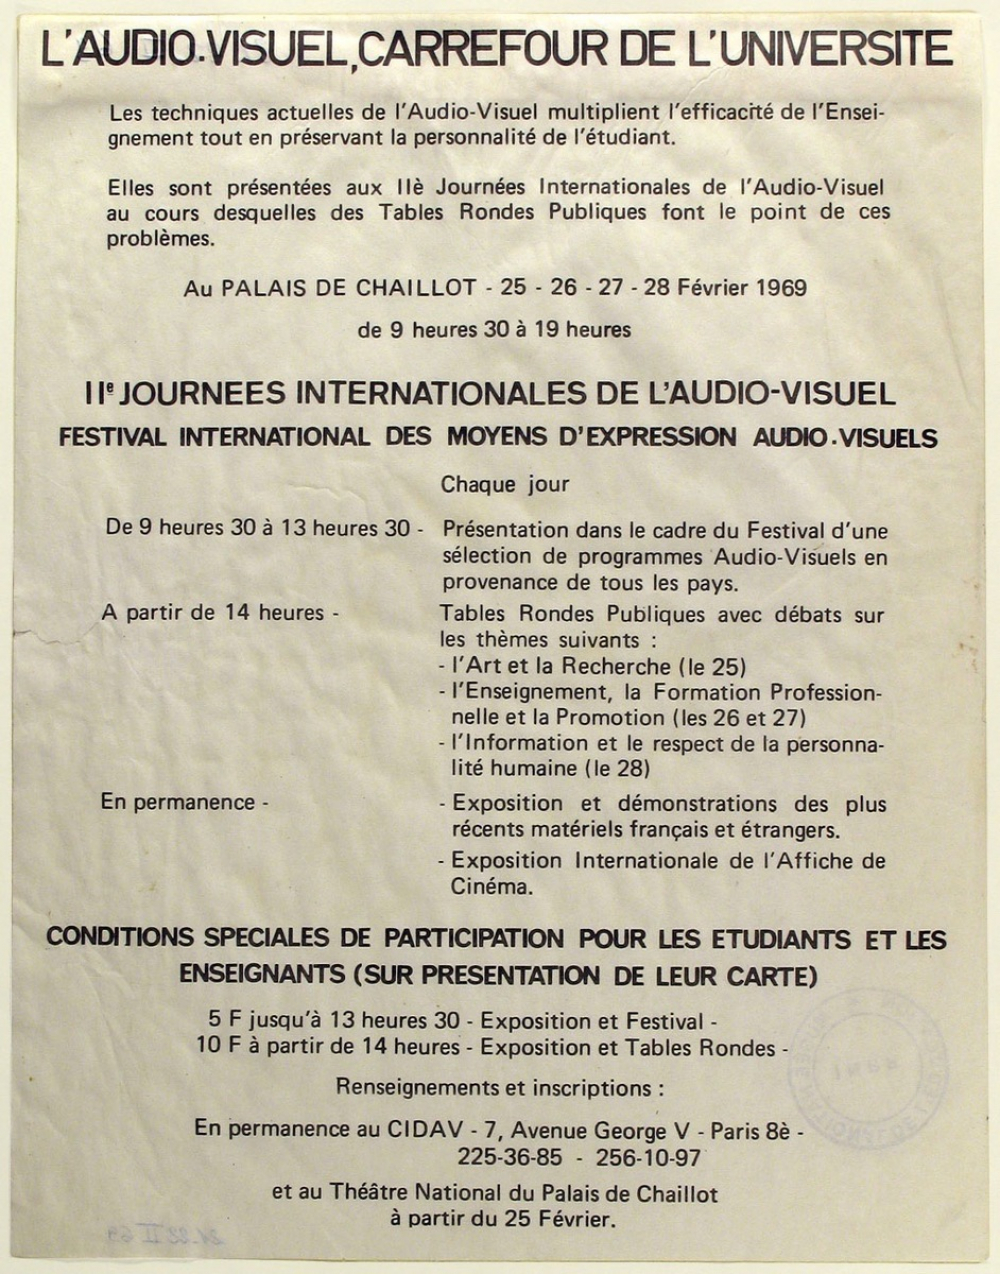 L'AUDIO.VISUEL,CARREFOUR DE L'UNIVERSITE
Les techniques actuelles de l'Audio-Visuel multiplient l'efficacité de l'Ensei-
gnement tout en préservant la personnalité de l'étudiant.
Elles sont présentées aux IIè Journées Internationales de l'Audio-Visuel
au cours desquelles des Tables Rondes Publiques font le point de ces
problèmes.
Au PALAIS DE CHAILLOT - 25 - 26 - 27 - 28 Février 1969
de 9 heures 30 à 19 heures
IIe JOURNEES INTERNATIONALES DE L'AUDIO-VISUEL
FESTIVAL INTERNATIONAL DES MOYENS D'EXPRESSION AUDIO.VISUELS
Chaque jour
De 9 heures 30 à 13 heures 30 - Présentation dans le cadre du Festival d'une
sélection de programmes Audio-Visuels en
provenance de tous les pays.
A partir de 14 heures - Tables Rondes Publiques avec débats sur
les thèmes suivants :
- l'Art et la Recherche (le 25)
- l'Enseignement, la Formation Profession-
nelle et la Promotion (les 26 et 27)
- l'Information et le respect de la personna-
lité humaine (le 28)
En permanence - - Exposition et démonstrations des plus
récents matériels français et étrangers.
- Exposition Internationale de l'Affiche de
Cinéma.
CONDITIONS SPECIALES DE PARTICIPATION POUR LES ETUDIANTS ET LES
ENSEIGNANTS (SUR PRESENTATION DE LEUR CARTE)
5 F jusqu'à 13 heures 30 - Exposition et Festival -
10 F à partir de 14 heures - Exposition et Tables Rondes -
Renseignements et inscriptions :
En permanence au CIDAV - 7, Avenue George V - Paris 8è -
225-36-85 - 256-10-97
et au Théâtre National du Palais de Chaillot
à partir du 25 Février.